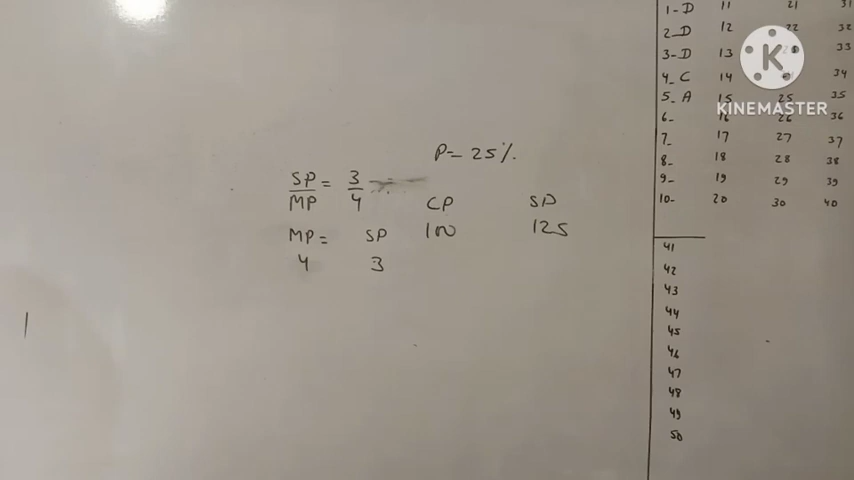 P= 25%
SP/MP = 3/4
CP SP
MP= SP 100 125
4 3
1-D 11 21 31
2-D 12 22 32
3-D 13 23 33
4-C 14 34
5-A 15 25 35
6- 16 26 36
7- 17 27 37
8- 18 28 38
9- 19 29 39
10- 20 30 40
41
42
43
44
45
46
47
48
49
50
KINEMASTER